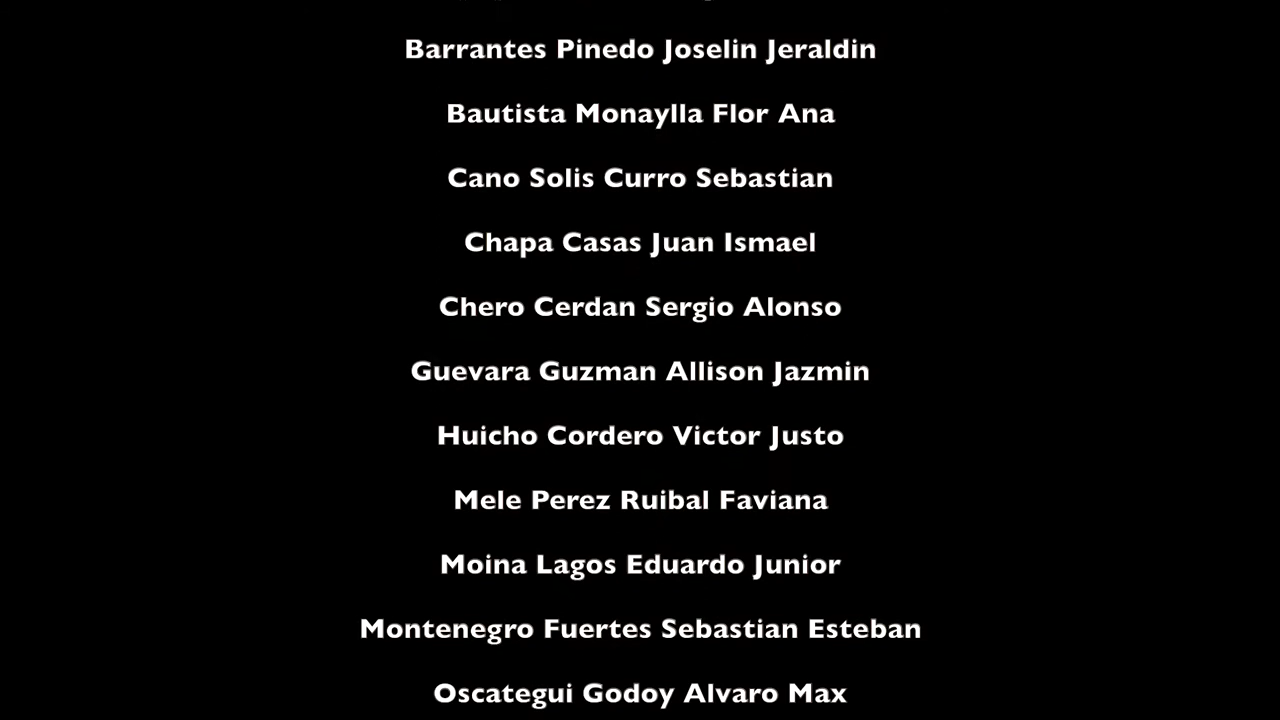 Barrantes Pinedo Joselin Jeraldin
Bautista Monaylla Flor Ana
Cano Solis Curro Sebastian
Chapa Casas Juan Ismael
Chero Cerdan Sergio Alonso
Guevara Guzman Allison Jazmin
Huicho Cordero Victor Justo
Mele Perez Ruibal Faviana
Moina Lagos Eduardo Junior
Montenegro Fuertes Sebastian Esteban
Oscategui Godoy Alvaro Max